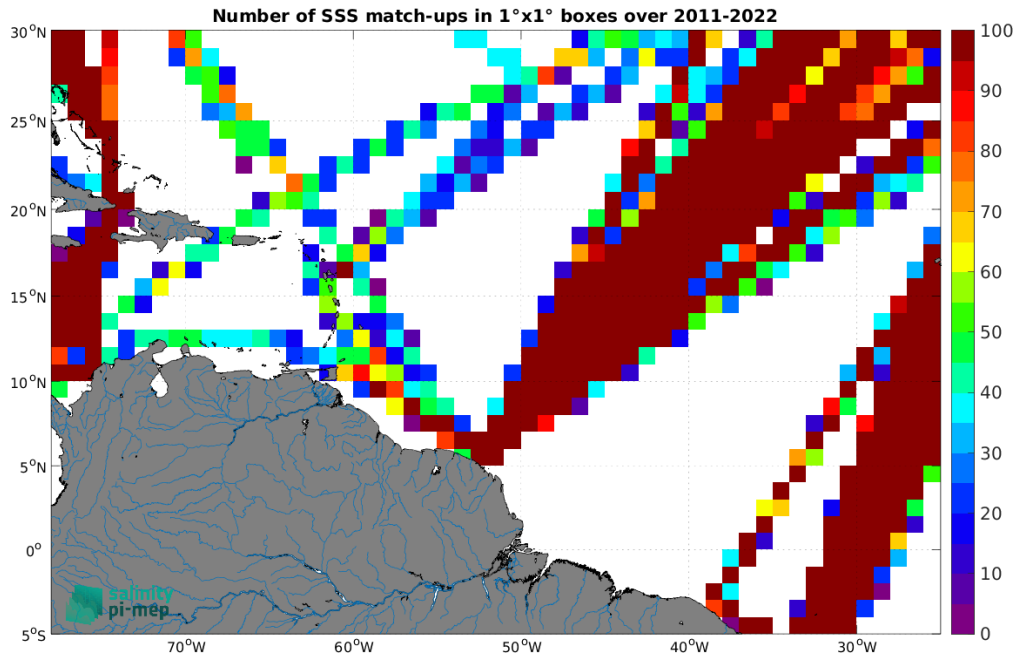 Number of SSS match-ups in 1°x1° boxes over 2011-2022
30°N
25°N
20°N
15°N
10°N
5°N
0°
5°S
70°W
60°W
50°W
40°W
30°W
100
90
80
70
60
50
40
30
20
10
0
salinity
pi-mep